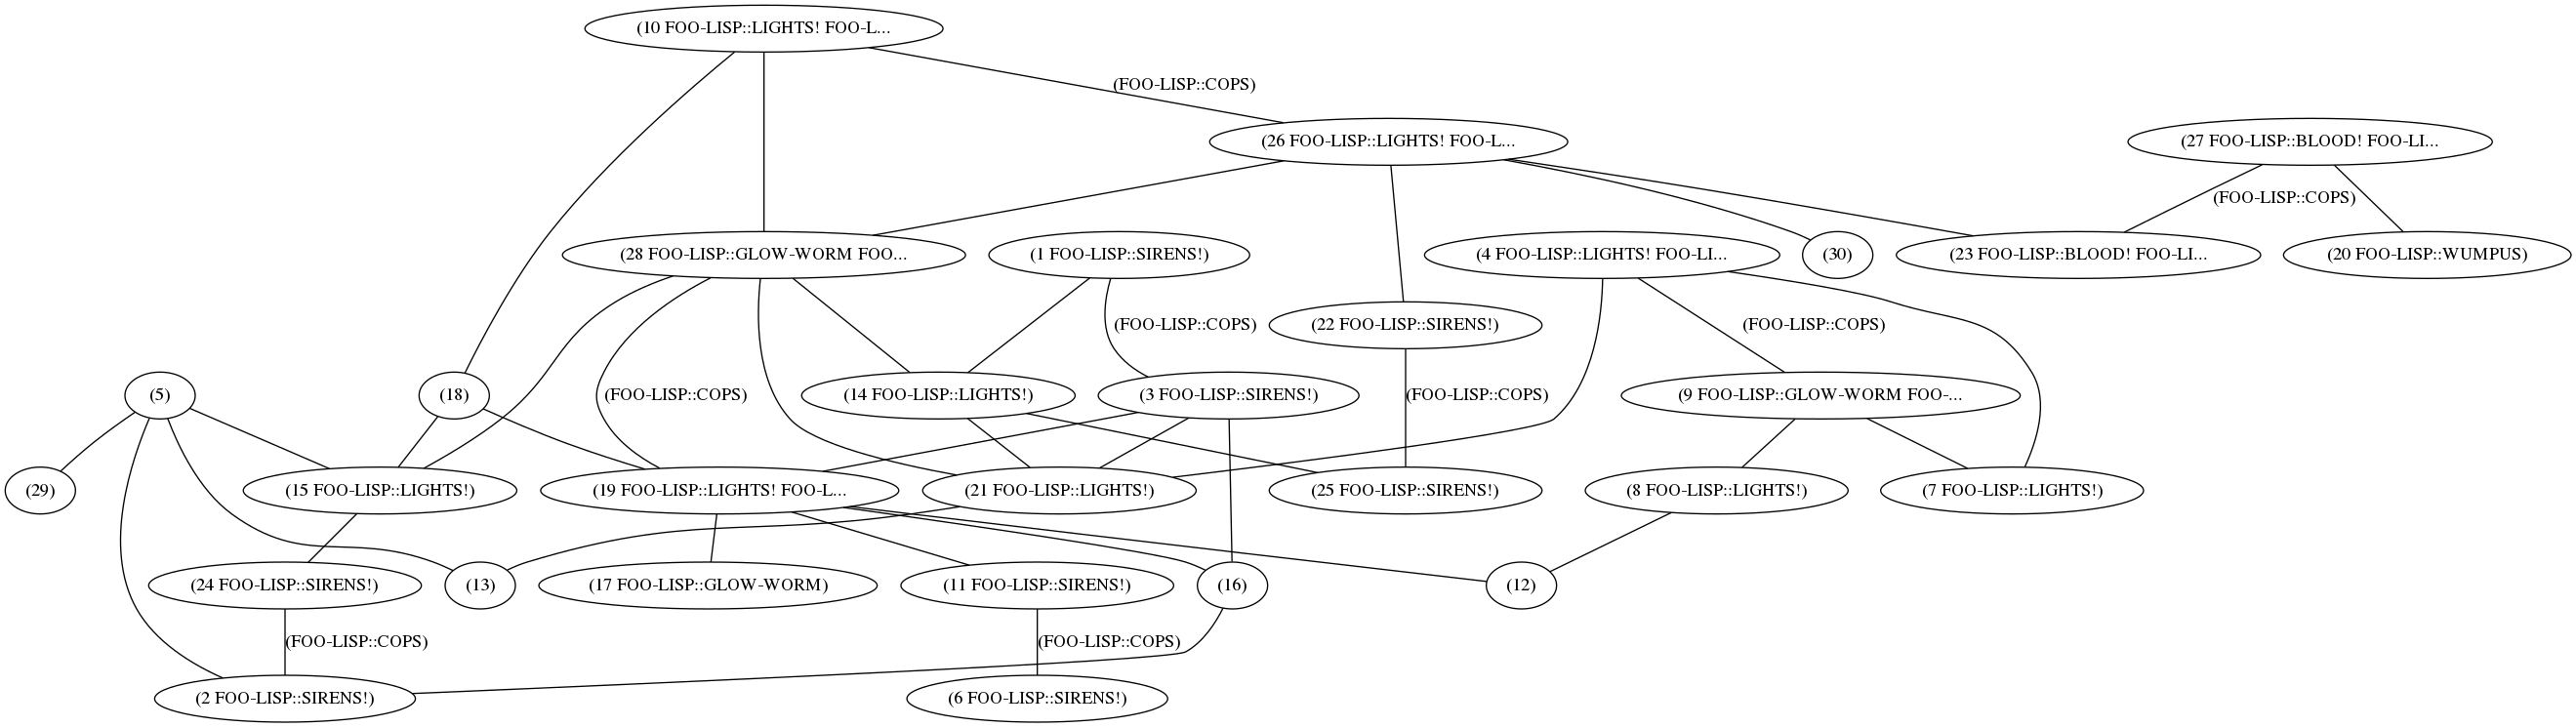 (10 FOO-LISP::LIGHTS! FOO-L...
(FOO-LISP::COPS)
(26 FOO-LISP::LIGHTS! FOO-L...
(27 FOO-LISP::BLOOD! FOO-LI...
(FOO-LISP::COPS)
(28 FOO-LISP::GLOW-WORM FOO...
(1 FOO-LISP::SIRENS!)
(4 FOO-LISP::LIGHTS! FOO-LI...
(30)
(23 FOO-LISP::BLOOD! FOO-LI...
(20 FOO-LISP::WUMPUS)
(FOO-LISP::COPS)
(22 FOO-LISP::SIRENS!)
(FOO-LISP::COPS)
(5)
(18)
(FOO-LISP::COPS)
(14 FOO-LISP::LIGHTS!)
(3 FOO-LISP::SIRENS!)
(FOO-LISP::COPS)
(9 FOO-LISP::GLOW-WORM FOO-...
(29)
(15 FOO-LISP::LIGHTS!)
(19 FOO-LISP::LIGHTS! FOO-L...
(21 FOO-LISP::LIGHTS!)
(25 FOO-LISP::SIRENS!)
(8 FOO-LISP::LIGHTS!)
(7 FOO-LISP::LIGHTS!)
(24 FOO-LISP::SIRENS!)
(13)
(17 FOO-LISP::GLOW-WORM)
(11 FOO-LISP::SIRENS!)
(16)
(12)
(FOO-LISP::COPS)
(FOO-LISP::COPS)
(2 FOO-LISP::SIRENS!)
(6 FOO-LISP::SIRENS!)